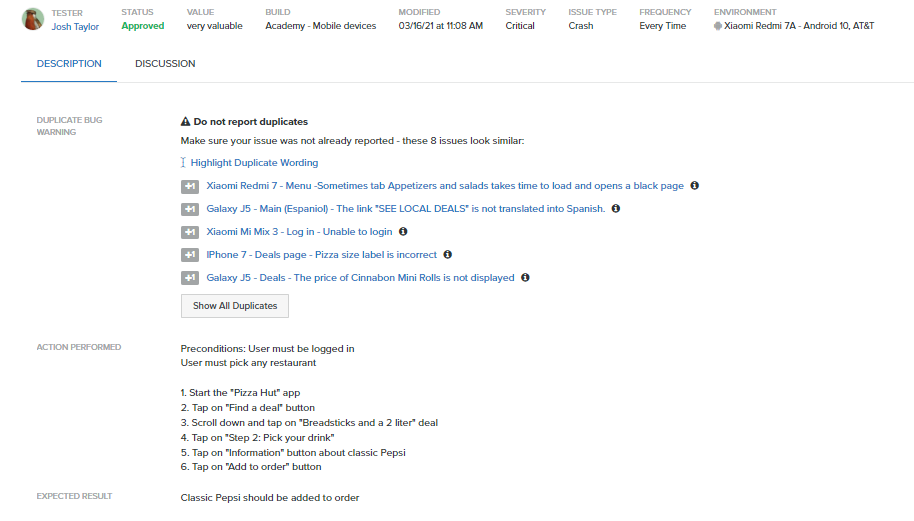 TESTER STATUS VALUE BUILD MODIFIED SEVERITY ISSUE TYPE FREQUENCY ENVIRONMENT
Josh Taylor Approved very valuable Academy - Mobile devices 03/16/21 at 11:08 AM Critical Crash Every Time Xiaomi Redmi 7A - Android 10, AT&T
DESCRIPTION DISCUSSION
DUPLICATE BUG
WARNING
Do not report duplicates
Make sure your issue was not already reported - these 8 issues look similar:
Highlight Duplicate Wording
+1 Xiaomi Redmi 7 - Menu -Sometimes tab Appetizers and salads takes time to load and opens a black page
+1 Galaxy J5 - Main (Espaniol) - The link "SEE LOCAL DEALS" is not translated into Spanish.
+1 Xiaomi Mi Mix 3 - Log in - Unable to login
+1 IPhone 7 - Deals page - Pizza size label is incorrect
+1 Galaxy J5 - Deals - The price of Cinnabon Mini Rolls is not displayed
Show All Duplicates
ACTION PERFORMED
Preconditions: User must be logged in
User must pick any restaurant
1. Start the "Pizza Hut" app
2. Tap on "Find a deal" button
3. Scroll down and tap on "Breadsticks and a 2 liter" deal
4. Tap on "Step 2: Pick your drink"
5. Tap on "Information" button about classic Pepsi
6. Tap on "Add to order" button
EXPECTED RESULT
Classic Pepsi should be added to order